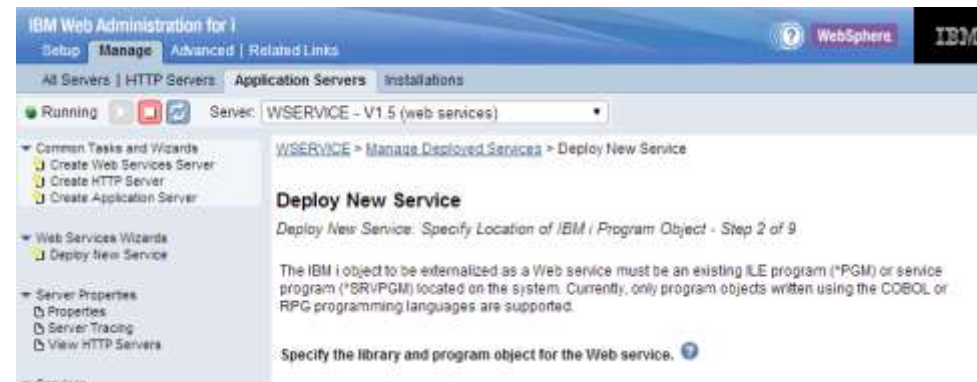 IBM Web Administration for i
Setup Manage Advanced | Related Links
WebSphere
IBM
All Servers | HTTP Servers Application Servers Installations
Running Server: WSERVICE - V1.5 (web services)
Common Tasks and Wizards
Create Web Services Server
Create HTTP Server
Create Application Server
Web Services Wizards
Deploy New Service
Server Properties
Properties
Server Tracing
View HTTP Servers
WSERVICE > Manage Deployed Services > Deploy New Service
Deploy New Service
Deploy New Service: Specify Location of IBM i Program Object - Step 2 of 9
The IBM i object to be externalized as a Web service must be an existing ILE program (*PGM) or service
program (*SRVPGM) located on the system. Currently, only program objects written using the COBOL or
RPG programming languages are supported.
Specify the library and program object for the Web service.